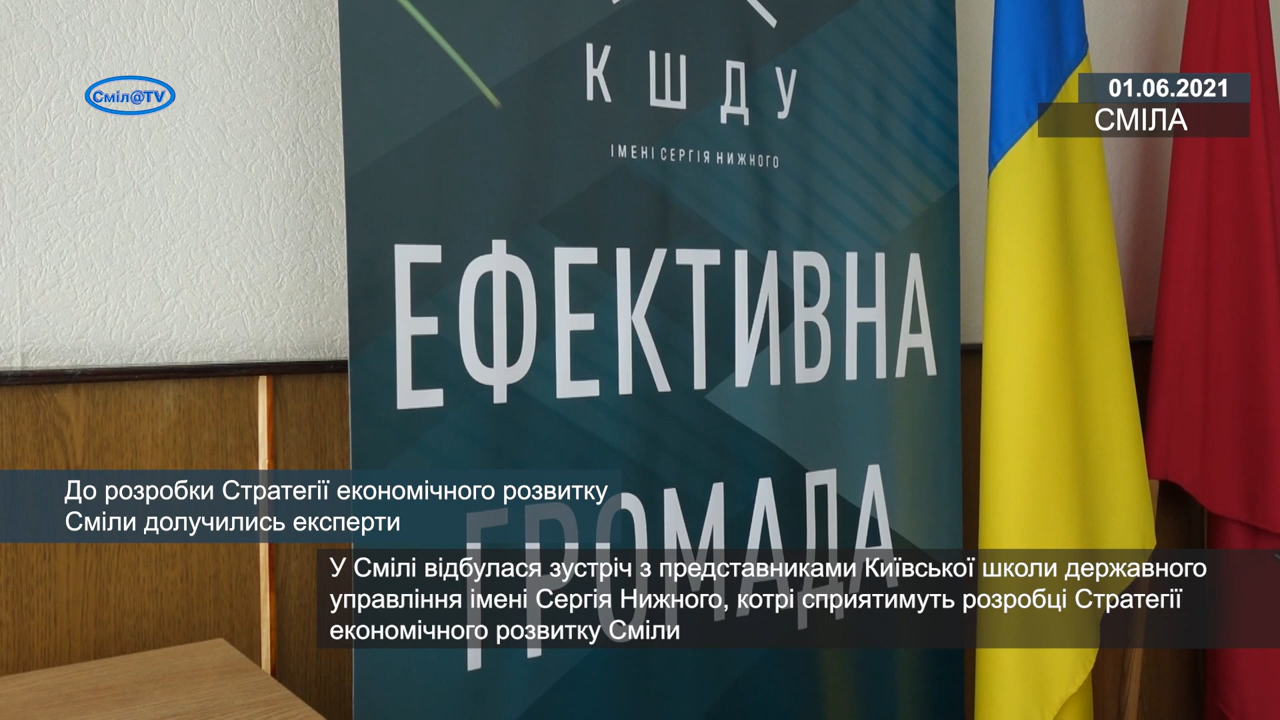 Сміл@TV
01.06.2021
СМІЛА
КШДУ
ІМЕНІ СЕРГІЯ НИЖНОГО
ЕФЕКТИВНА
ГРОМАДА
До розробки Стратегії економічного розвитку
Сміли долучились експерти
У Смілі відбулася зустріч з представниками Київської школи державного
управління імені Сергія Нижного, котрі сприятимуть розробці Стратегії
економічного розвитку Сміли